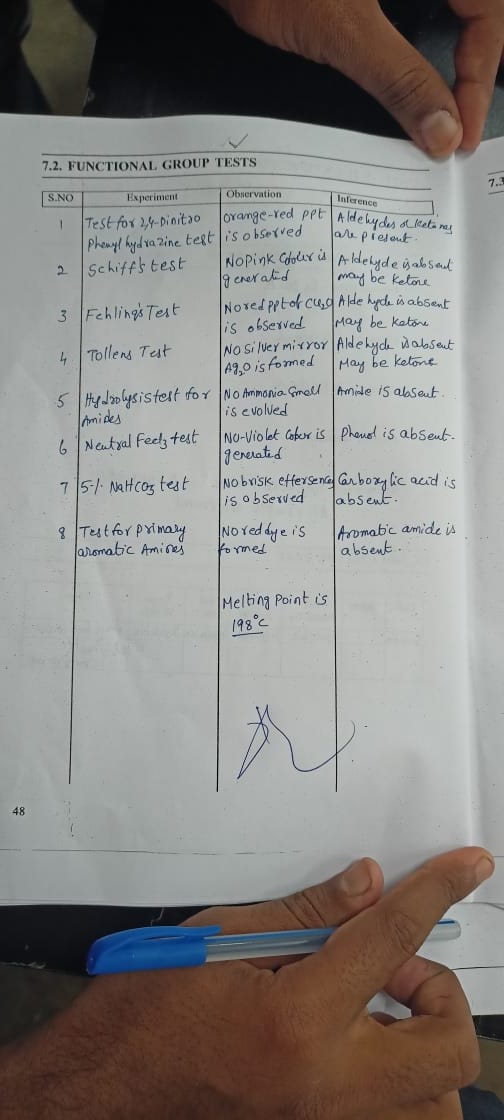 7.2. FUNCTIONAL GROUP TESTS
7.3
S.NO Experiment Observation Inference
1 Test for 2,4-Dinitro orange-red ppt Aldehydes & Ketones
Phenyl hydrazine test is observed are present.
2 Schiff's test No Pink Colour is Aldehyde is absent
generated may be ketone
3 Fehling's Test No red ppt of Cu2O Aldehyde is absent
is observed May be ketone
4 Tollens Test No silver mirror Aldehyde is absent
Ag2O is formed May be ketone
5 Hydrolysis test for No Ammonia Smell Amide is absent.
Amides is evolved
6 Neutral Fecl3 test No-Violet Colour is Phenol is absent.
generated
7 5% NaHCO3 test No brisk effersency Carboxylic acid is
is observed absent.
8 Test for primary No red dye is Aromatic amide is
aromatic Amines formed absent.
Melting Point is
198°C
48